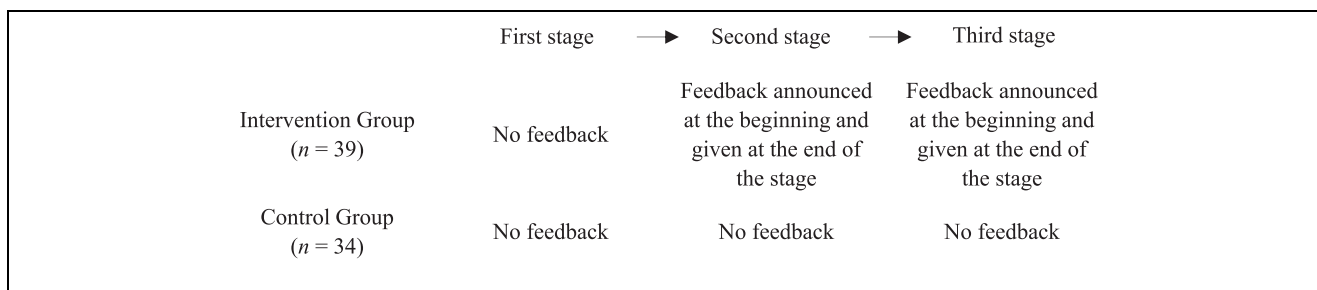 First stage Second stage Third stage
Intervention Group
(n = 39)
No feedback
Feedback announced
at the beginning and
given at the end of
the stage
Feedback announced
at the beginning and
given at the end of
the stage
Control Group
(n = 34)
No feedback
No feedback
No feedback